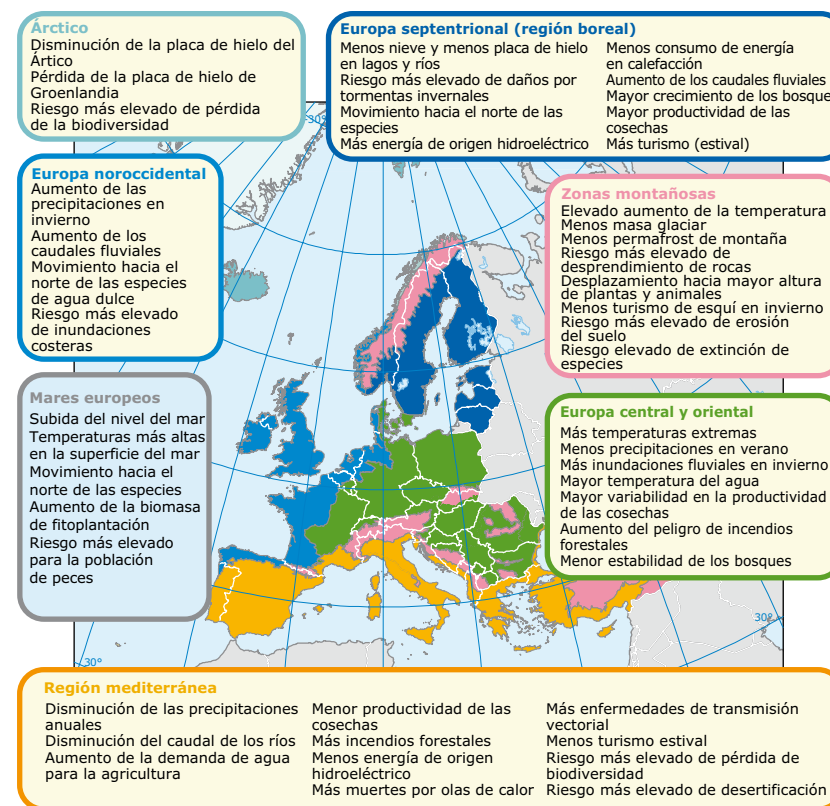 Árctico
Disminución de la placa de hielo del
Ártico
Pérdida de la placa de hielo de
Groenlandia
Riesgo más elevado de pérdida
de la biodiversidad
Europa septentrional (región boreal)
Menos nieve y menos placa de hielo
en lagos y ríos
Riesgo más elevado de daños por
tormentas invernales
Movimiento hacia el norte de las
especies
Más energía de origen hidroeléctrico
Menos consumo de energía
en calefacción
Aumento de los caudales fluviales
Mayor crecimiento de los bosque
Mayor productividad de las
cosechas
Más turismo (estival)
30°
Europa noroccidental
Aumento de las
precipitaciones en
invierno
Aumento de los
caudales fluviales
Movimiento hacia el
norte de las especies
de agua dulce
Riesgo más elevado
de inundaciones
costeras
Zonas montañosas
Elevado aumento de la temperatura
Menos masa glaciar
Menos permafrost de montaña
Riesgo más elevado de
desprendimiento de rocas
Desplazamiento hacia mayor altura
de plantas y animales
Menos turismo de esquí en invierno
Riesgo más elevado de erosión
del suelo
Riesgo elevado de extinción de
especies
Mares europeos
Subida del nivel del mar
Temperaturas más altas
en la superficie del mar
Movimiento hacia el
norte de las especies
Aumento de la biomasa
de fitoplantación
Riesgo más elevado
para la población
de peces
Europa central y oriental
Más temperaturas extremas
Menos precipitaciones en verano
Más inundaciones fluviales en invierno
Mayor temperatura del agua
Mayor variabilidad en la productividad
de las cosechas
Aumento del peligro de incendios
forestales
Menor estabilidad de los bosques
30°
30°
Región mediterránea
Disminución de las precipitaciones
anuales
Disminución del caudal de los ríos
Aumento de la demanda de agua
para la agricultura
Menor productividad de las
cosechas
Más incendios forestales
Menos energía de origen
hidroeléctrico
Más muertes por olas de calor
Más enfermedades de transmisión
vectorial
Menos turismo estival
Riesgo más elevado de pérdida de
biodiversidad
Riesgo más elevado de desertificación